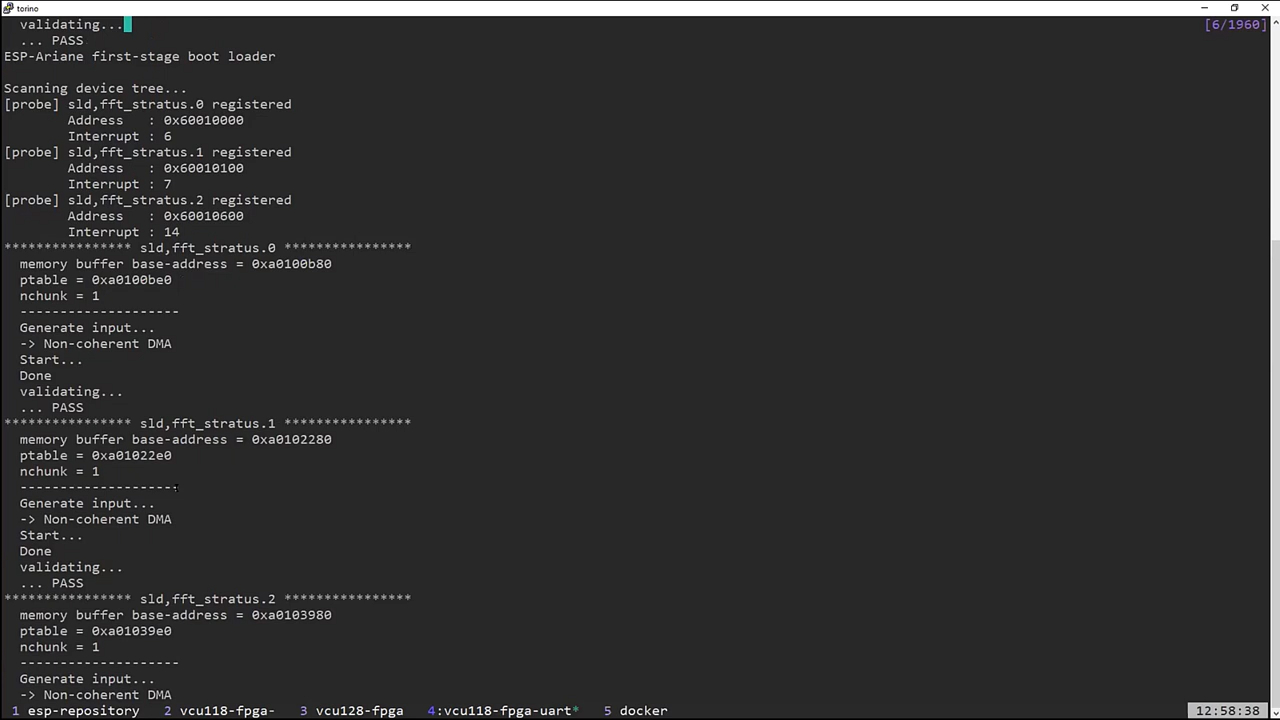 torino
validating...
[6/1960]
... PASS
ESP-Ariane first-stage boot loader
Scanning device tree...
[probe] sld,fft_stratus.0 registered
Address : 0x60010000
Interrupt : 6
[probe] sld,fft_stratus.1 registered
Address : 0x60010100
Interrupt : 7
[probe] sld,fft_stratus.2 registered
Address : 0x60010600
Interrupt : 14
**************** sld,fft_stratus.0 ****************
memory buffer base-address = 0xa0100b80
ptable = 0xa0100be0
nchunk = 1
--------------------
Generate input...
-> Non-coherent DMA
Start...
Done
validating...
... PASS
**************** sld,fft_stratus.1 ****************
memory buffer base-address = 0xa0102280
ptable = 0xa01022e0
nchunk = 1
--------------------
Generate input...
-> Non-coherent DMA
Start...
Done
validating...
... PASS
**************** sld,fft_stratus.2 ****************
memory buffer base-address = 0xa0103980
ptable = 0xa01039e0
nchunk = 1
--------------------
Generate input...
-> Non-coherent DMA
1 esp-repository 2 vcu118-fpga- 3 vcu128-fpga 4:vcu118-fpga-uart* 5 docker 12:58:38